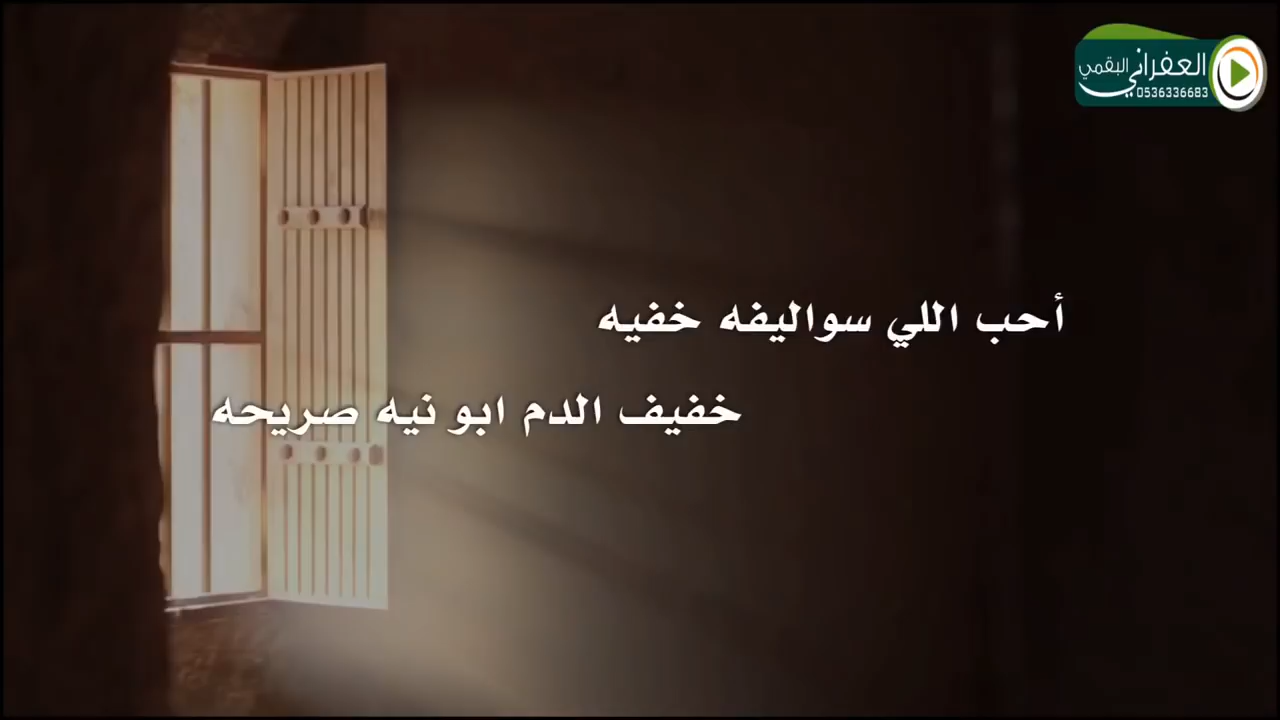 العفراني البقمي
0536336683
أحب اللي سواليفه خفيه
خفيف الدم ابو نيه صريحه